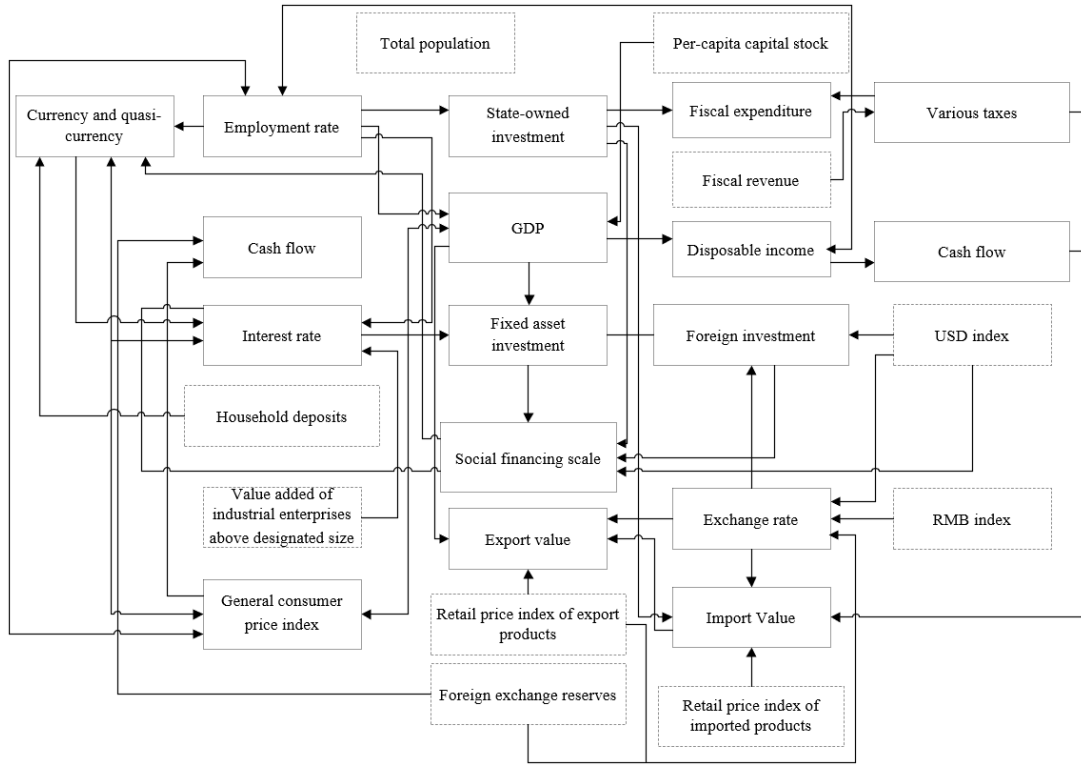 Total population
Per-capita capital stock
Currency and quasi-
currency
Employment rate
State-owned
investment
Fiscal expenditure
Various taxes
Fiscal revenue
Cash flow
GDP
Disposable income
Cash flow
Interest rate
Fixed asset
investment
Foreign investment
USD index
Household deposits
Social financing scale
Value added of
industrial enterprises
above designated size
Export value
Exchange rate
RMB index
General consumer
price index
Retail price index of export
products
Import Value
Foreign exchange reserves
Retail price index of
imported products